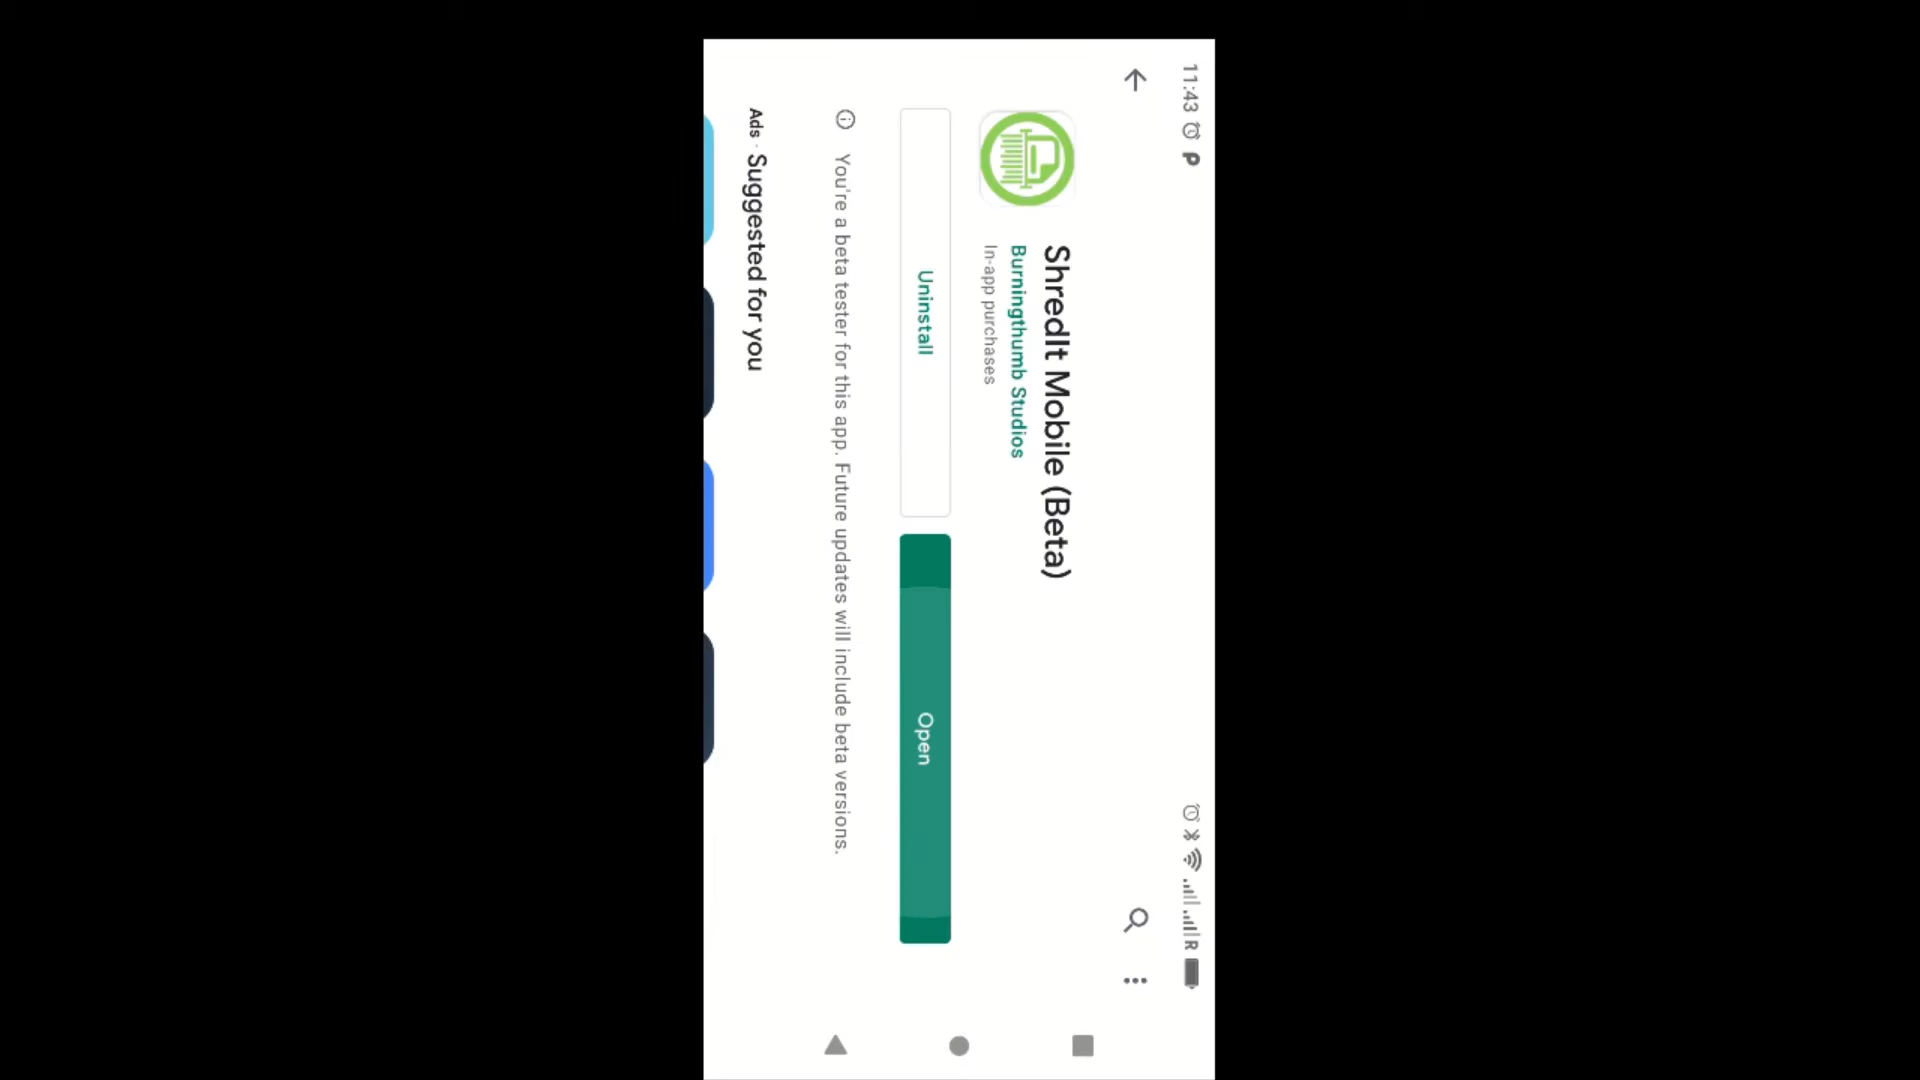 11:43
R
ShredIt Mobile (Beta)
Burningthumb Studios
In-app purchases
Uninstall
Open
You're a beta tester for this app. Future updates will include beta versions.
Ads · Suggested for you